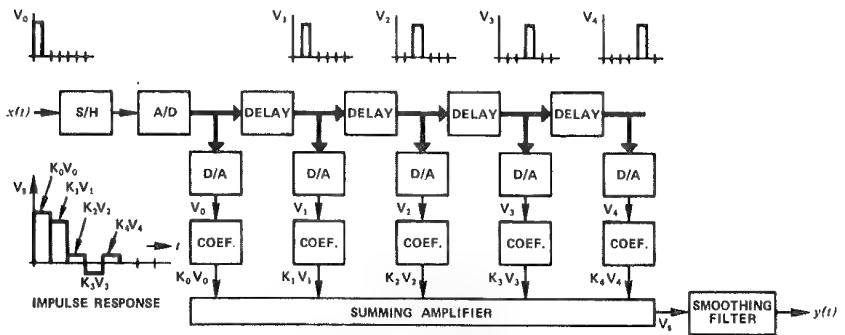 V₀ V₁ V₂ V₃ V₄
x(t) S/H A/D DELAY DELAY DELAY DELAY
D/A D/A D/A D/A D/A
V₀ V₁ V₂ V₃ V₄
COEF. COEF. COEF. COEF. COEF.
K₀V₀ K₁V₁ K₂V₂ K₃V₃ K₄V₄
Vₛ K₀V₀
K₁V₁
K₂V₂
K₄V₄
t
K₃V₃
IMPULSE RESPONSE
SUMMING AMPLIFIER
Vₛ
SMOOTHING
FILTER
y(t)